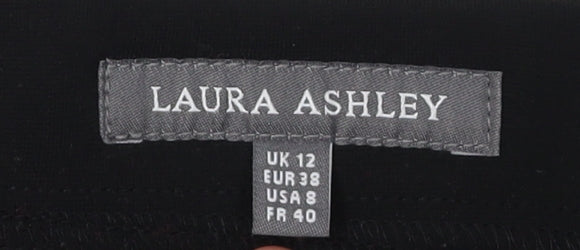 LAURA ASHLEY
UK 12
EUR 38
USA 8
FR 40